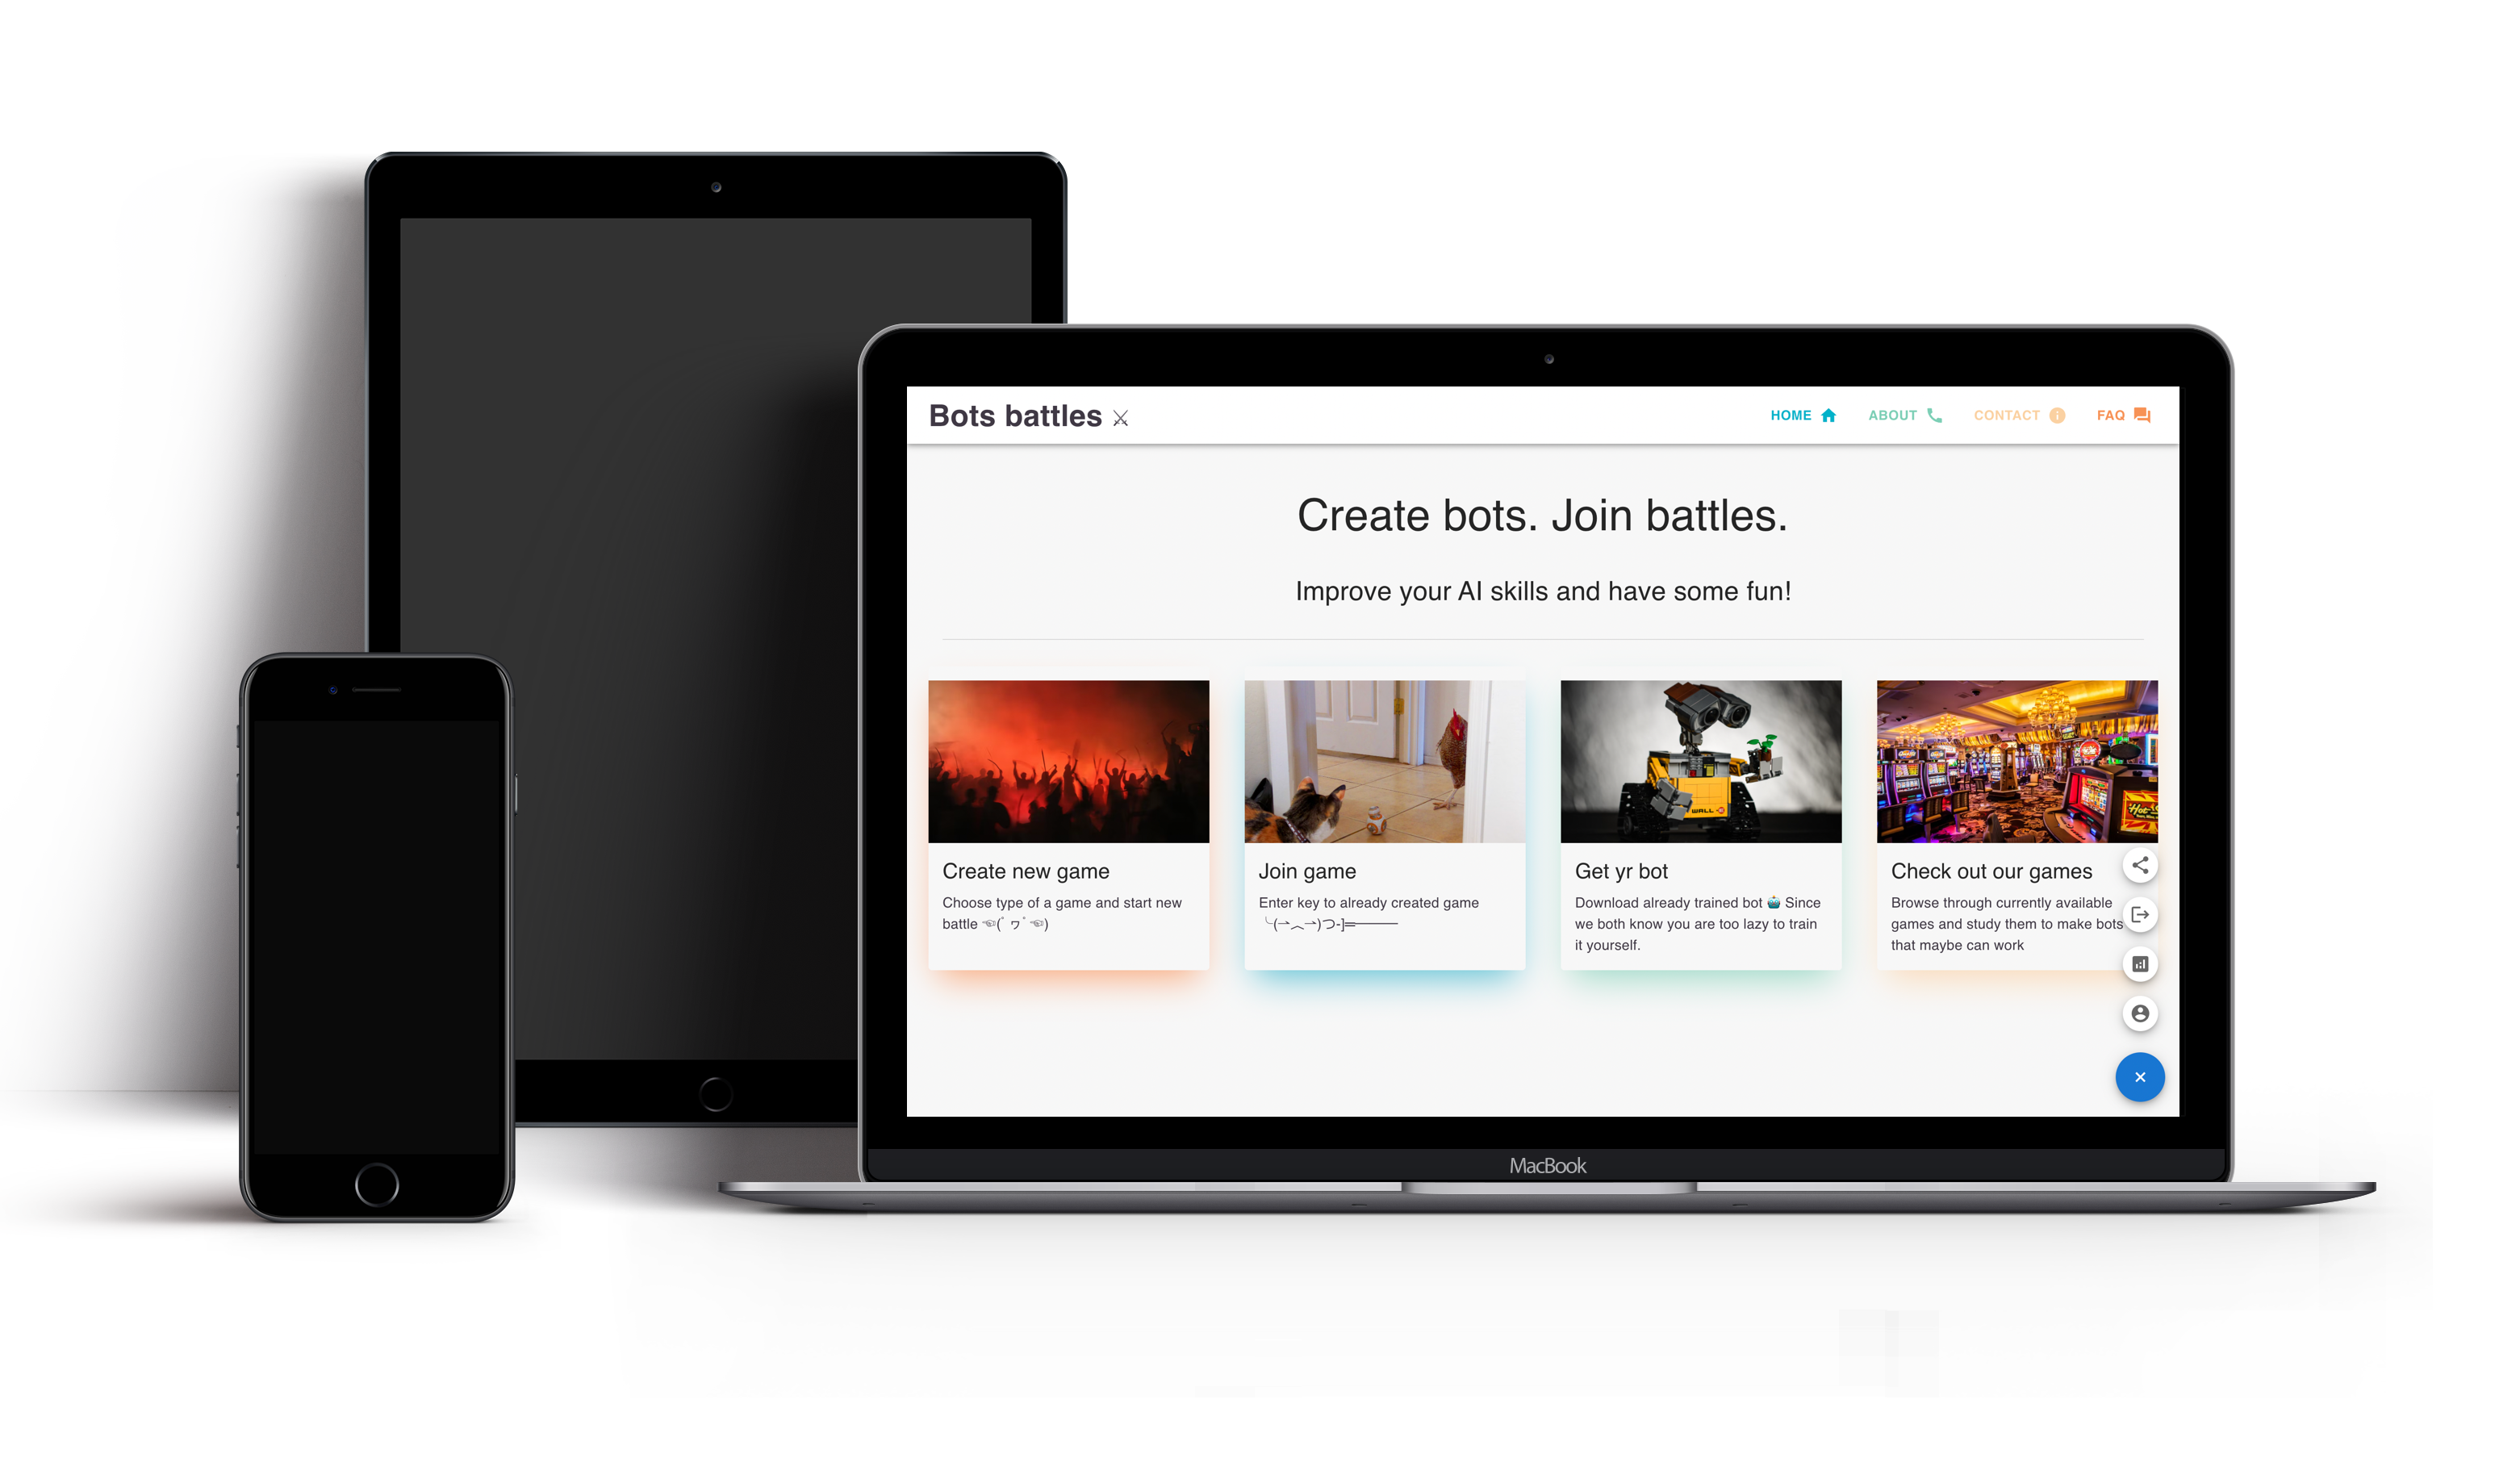 Bots battles ⚔
HOME
ABOUT
CONTACT
FAQ
Create bots. Join battles.
Improve your AI skills and have some fun!
WALL
Hot
Create new game
Choose type of a game and start new
battle ☜(ﾟヮﾟ☜)
Join game
Enter key to already created game
╰(⇀︿⇀)つ-]═───
Get yr bot
Download already trained bot 🤖 Since
we both know you are too lazy to train
it yourself.
Check out our games
Browse through currently available
games and study them to make bots
that maybe can work
MacBook